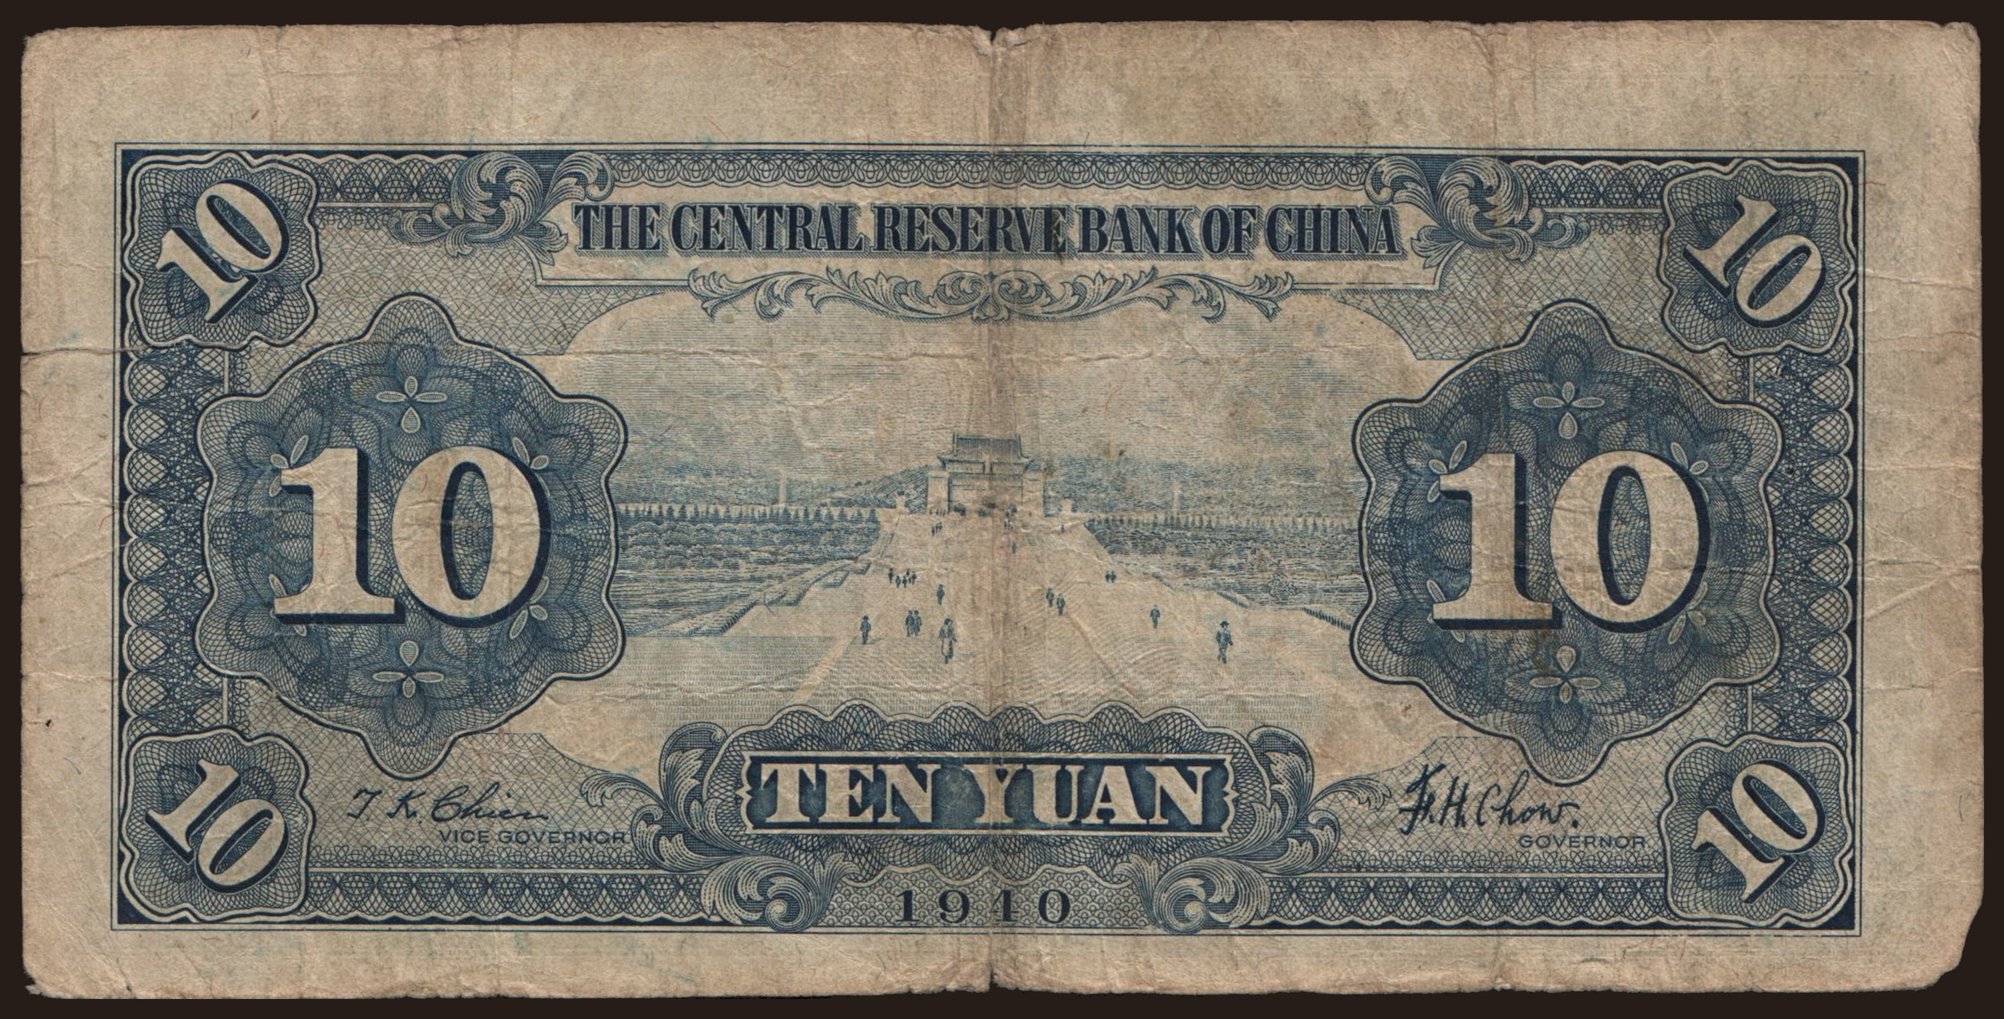 10 10
THE CENTRAL RESERVE BANK OF CHINA
10 10
TEN YUAN
T. K. Chien
VICE GOVERNOR
Fh. H. Chow.
GOVERNOR
10 10
1940